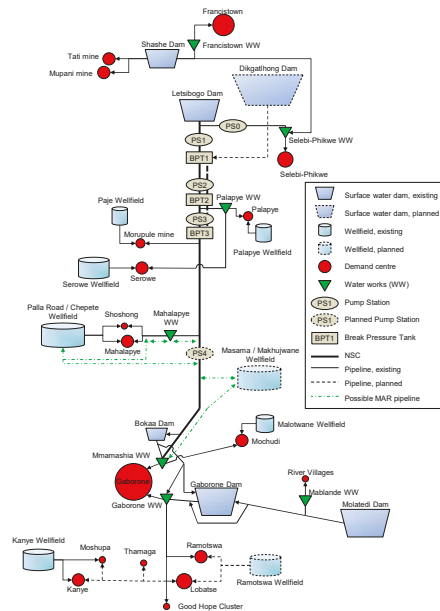 Francistown
Shashe Dam
Tati mine
Francistown WW
Mupani mine
Dikgatlhong Dam
Letsibogo Dam
PS0
PS1
Selebi-Phikwe WW
BPT1
Selebi-Phikwe
PS2
Palapye WW
Paje Wellfield
BPT2
Palapye
PS3
Morupule mine
BPT3
Palapye Wellfield
Serowe Wellfield
Serowe
Palla Road / Chepete
Wellfield
Shoshong
Mahalapye
WW
Mahalapye
PS4
Masama / Makhujwane
Wellfield
Surface water dam, existing
Surface water dam, planned
Wellfield, existing
Wellfield, planned
Demand centre
Water works (WW)
PS1
Pump Station
PS1
Planned Pump Station
BPT1
Break Pressure Tank
NSC
Pipeline, existing
Pipeline, planned
Possible MAR pipeline
Bokaa Dam
Malotwane Wellfield
Mmamashia WW
Mochudi
Gaborone
Gaborone Dam
River Villages
Mablande WW
Gaborone WW
Molatedi Dam
Kanye Wellfield
Moshupa
Thamaga
Ramotswa
Kanye
Lobatse
Ramotswa Wellfield
Good Hope Cluster